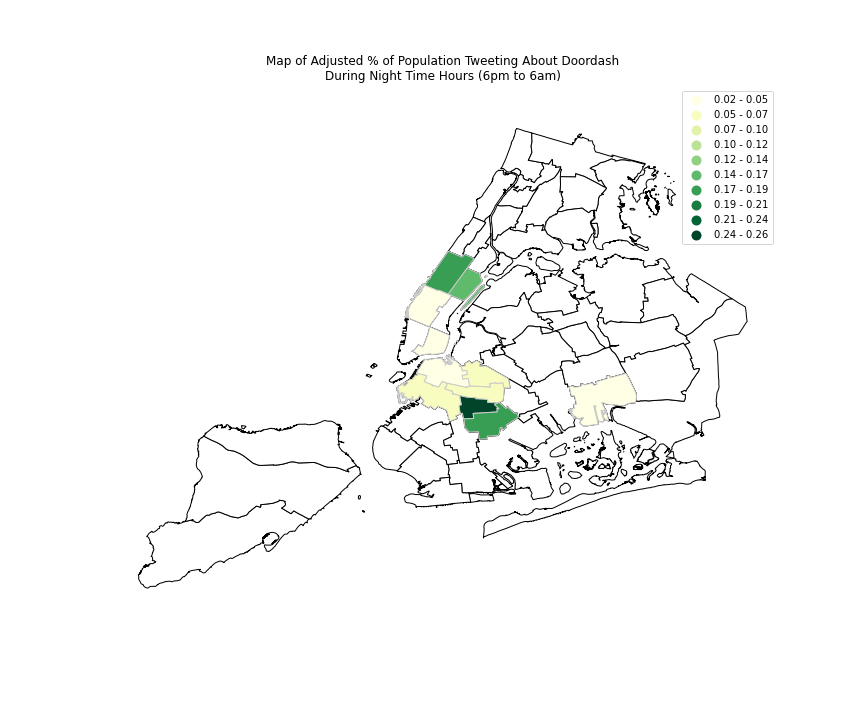 Map of Adjusted % of Population Tweeting About Doordash
During Night Time Hours (6pm to 6am)
0.02 - 0.05
0.05 - 0.07
0.07 - 0.10
0.10 - 0.12
0.12 - 0.14
0.14 - 0.17
0.17 - 0.19
0.19 - 0.21
0.21 - 0.24
0.24 - 0.26